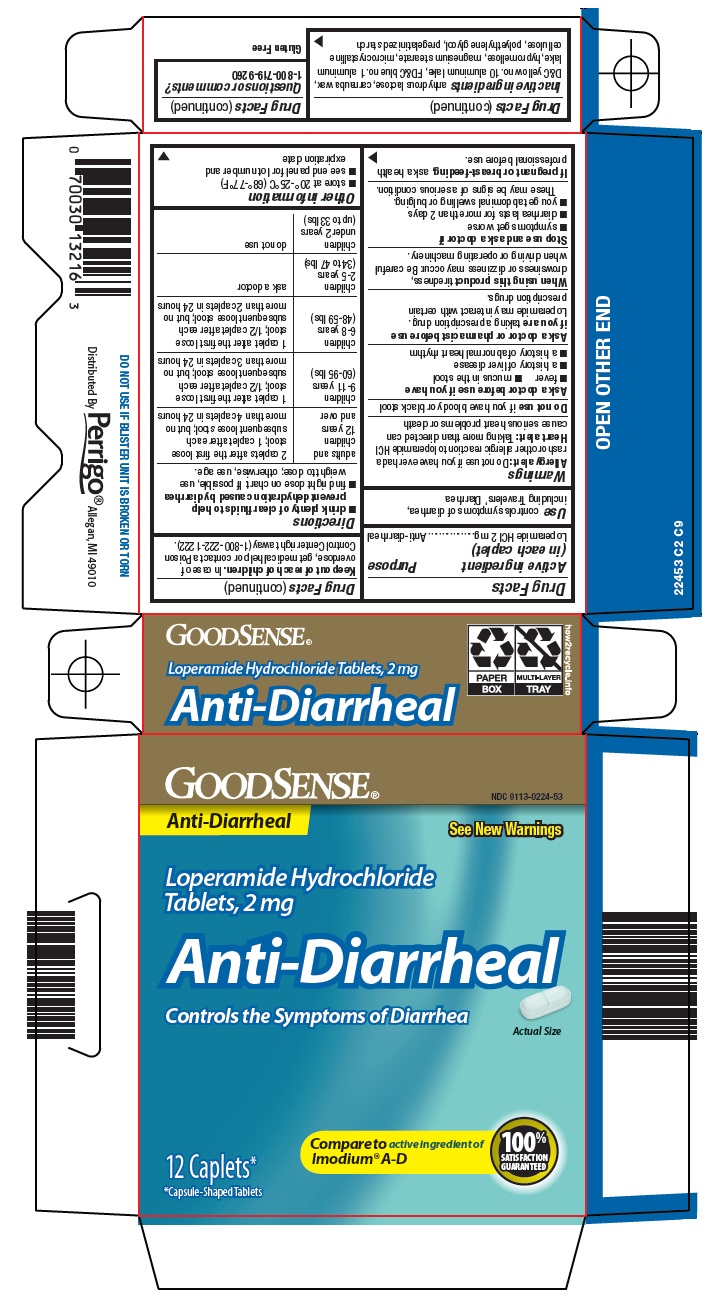 GOODSENSE®
NDC 0113-0224-53
Anti-Diarrheal
See New Warnings
Loperamide Hydrochloride
Tablets, 2 mg
Anti-Diarrheal
Controls the Symptoms of Diarrhea
Actual Size
Compare to active ingredient of
Imodium® A-D
100%
SATISFACTION
GUARANTEED
12 Caplets*
*Capsule-Shaped Tablets
GOODSENSE®
Loperamide Hydrochloride Tablets, 2 mg
Anti-Diarrheal
PAPER
BOX
MULTI-LAYER
TRAY
how2recycle.info
Drug Facts
Active ingredient Purpose
(in each caplet)
Loperamide HCl 2 mg.............Anti-diarrheal
Use controls symptoms of diarrhea,
including Travelers' Diarrhea
Warnings
Allergy alert: Do not use if you have ever had a
rash or other allergic reaction to loperamide HCl
Heart alert: Taking more than directed can
cause serious heart problems or death
Do not use if you have bloody or black stool
Ask a doctor before use if you have
■ fever ■ mucus in the stool
■ a history of liver disease
■ a history of abnormal heart rhythm
Ask a doctor or pharmacist before use
if you are taking a prescription drug.
Loperamide may interact with certain
prescription drugs.
When using this product tiredness,
drowsiness or dizziness may occur. Be careful
when driving or operating machinery.
Stop use and ask a doctor if
■ symptoms get worse
■ diarrhea lasts for more than 2 days
■ you get abdominal swelling or bulging.
These may be signs of a serious condition.
If pregnant or breast-feeding, ask a health
professional before use.
Drug Facts (continued)
Keep out of reach of children. In case of
overdose, get medical help or contact a Poison
Control Center right away (1-800-222-1222).
Directions
■ drink plenty of clear fluids to help
prevent dehydration caused by diarrhea
■ find right dose on chart. If possible, use
weight to dose; otherwise, use age.
adults and
children
12 years
and over
2 caplets after the first loose
stool; 1 caplet after each
subsequent loose stool; but no
more than 4 caplets in 24 hours
children
9-11 years
(60-95 lbs)
1 caplet after the first loose
stool; 1/2 caplet after each
subsequent loose stool; but no
more than 3 caplets in 24 hours
children
6-8 years
(48-59 lbs)
1 caplet after the first loose
stool; 1/2 caplet after each
subsequent loose stool; but no
more than 2 caplets in 24 hours
children
2-5 years
(34 to 47 lbs)
ask a doctor
children
under 2 years
(up to 33 lbs)
do not use
Other information
■ store at 20°-25°C (68°-77°F)
■ see end panel for lot number and
expiration date
Drug Facts (continued)
Inactive ingredients anhydrous lactose, carnauba wax,
D&C yellow no. 10 aluminum lake, FD&C blue no. 1 aluminum
lake, hypromellose, magnesium stearate, microcrystalline
cellulose, polyethylene glycol, pregelatinized starch
Drug Facts (continued)
Questions or comments?
1-800-719-9260
Gluten Free
DO NOT USE IF BLISTER UNIT IS BROKEN OR TORN
Distributed By Perrigo® Allegan, MI 49010
0 70030 13216 3
OPEN OTHER END
22453 C2 C9